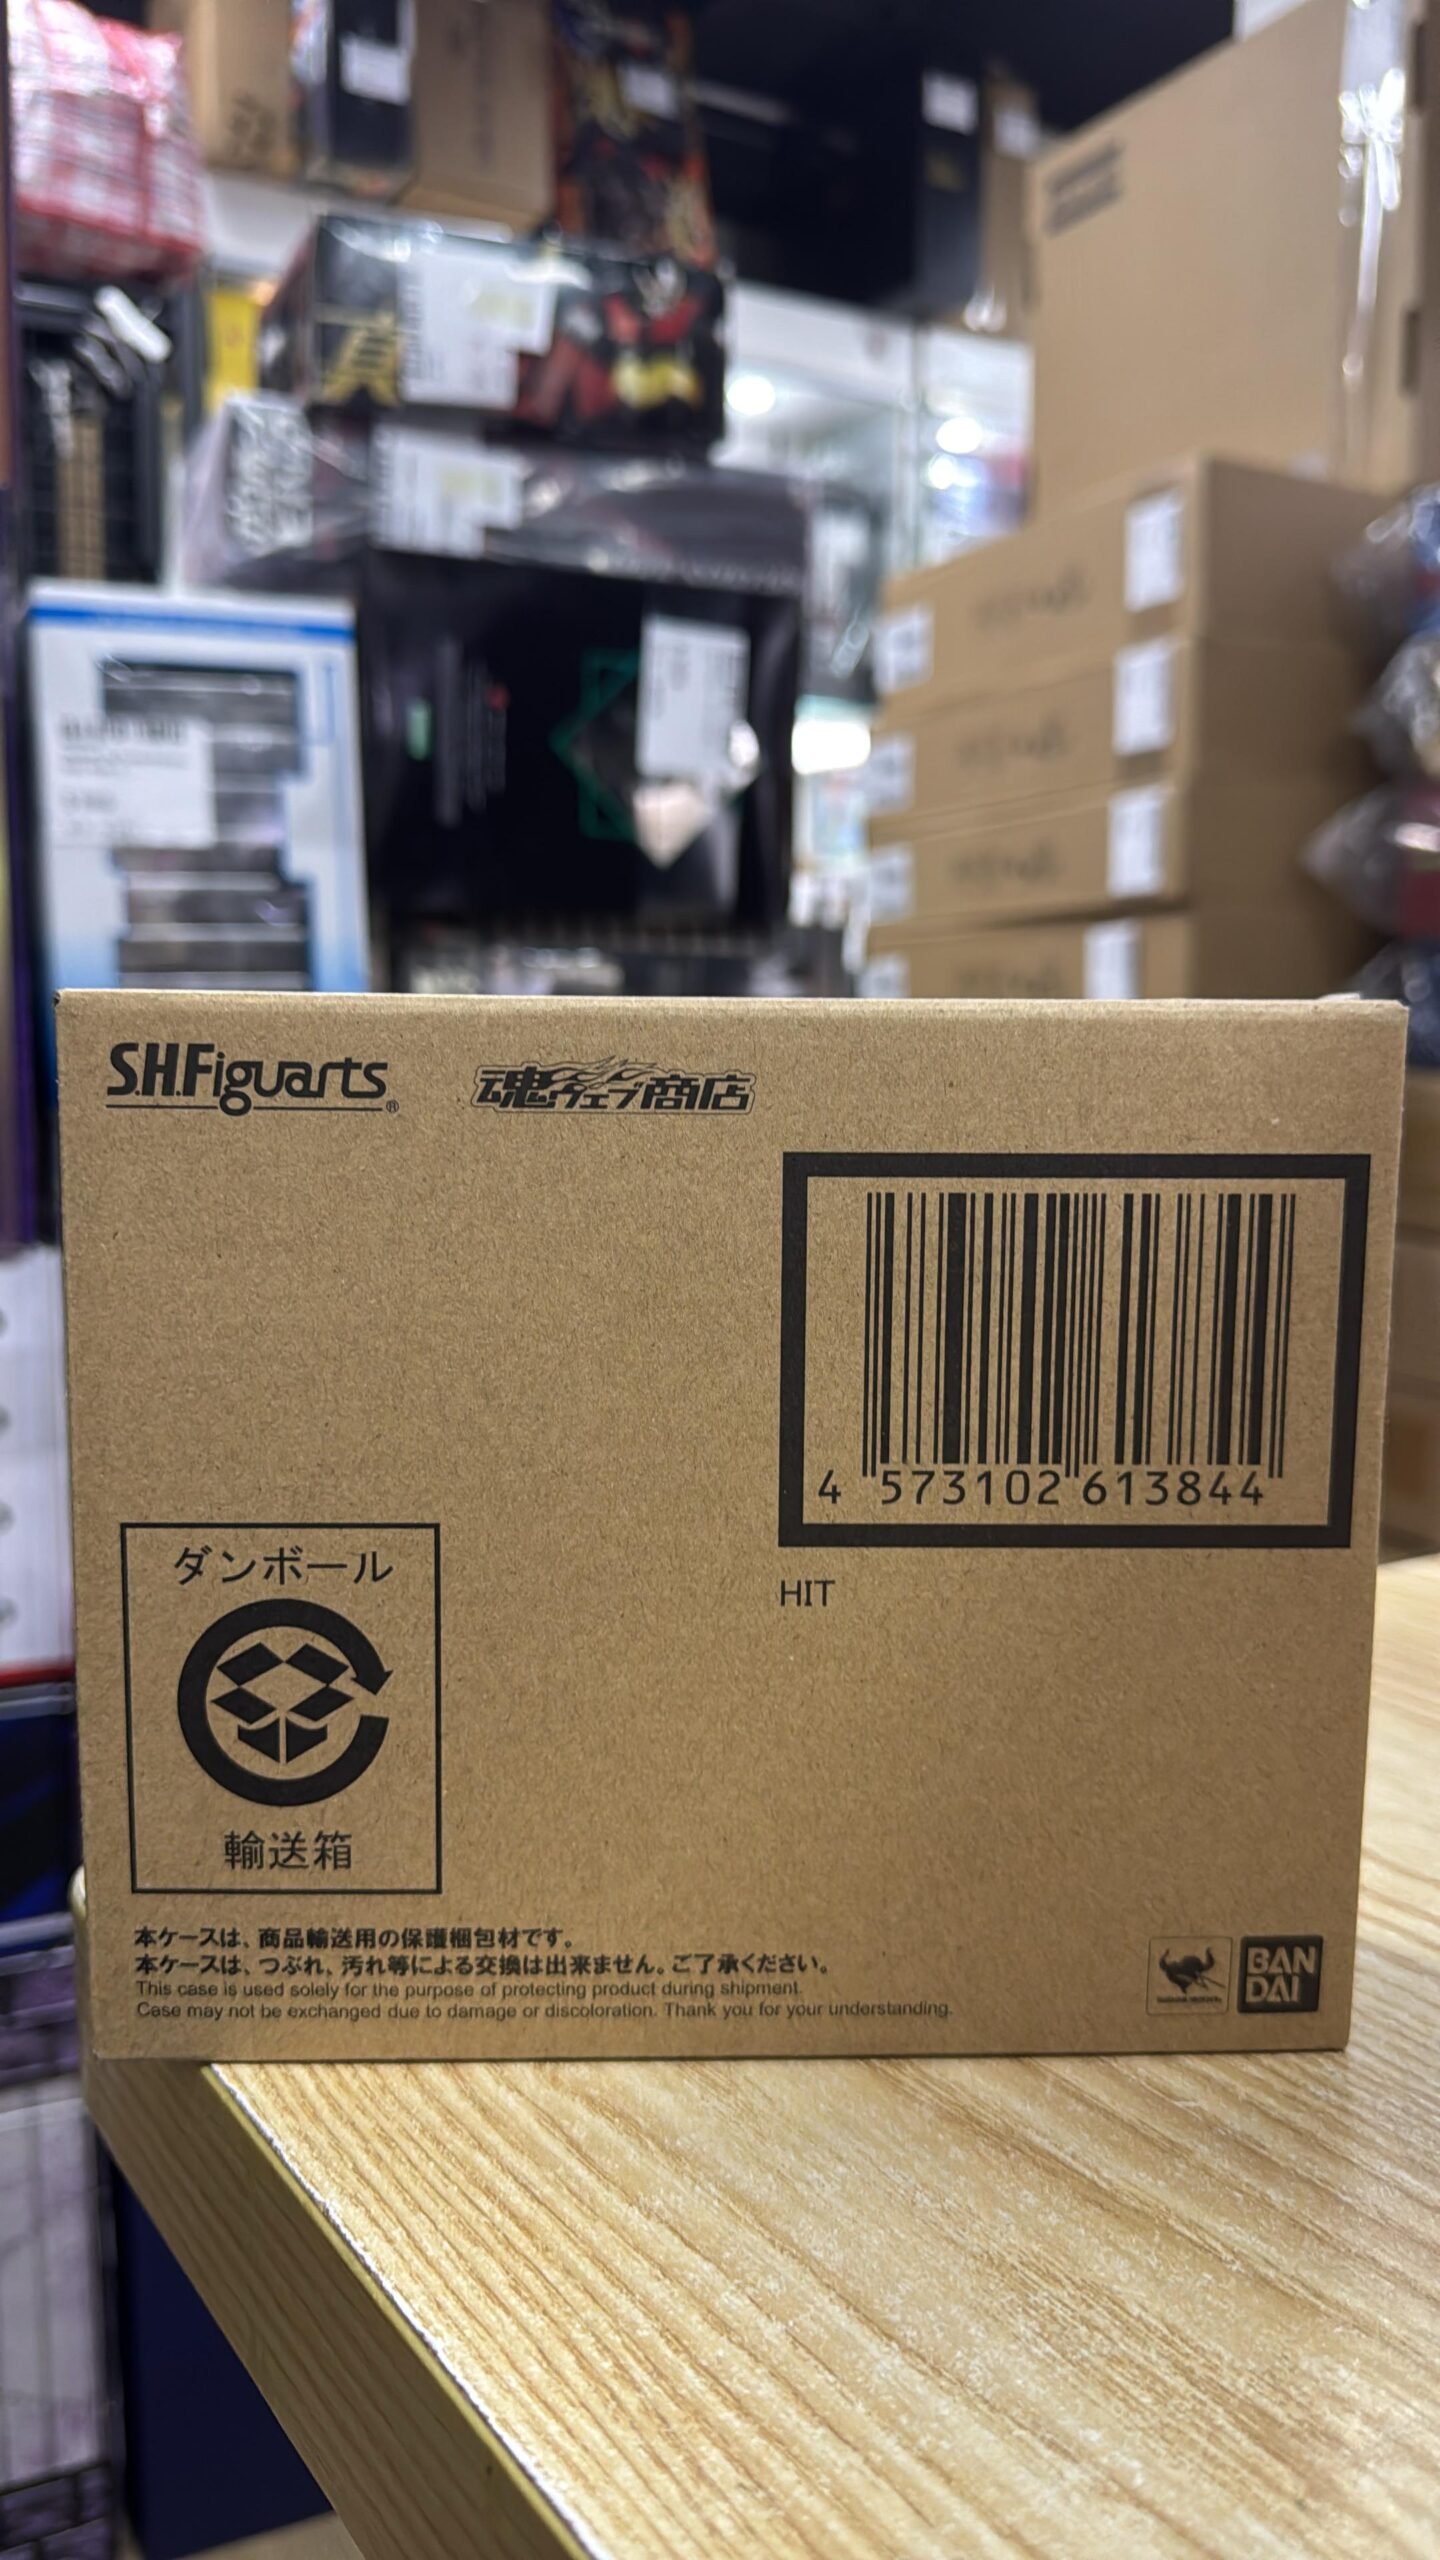 S.H.Figuarts®
魂ウェブ商店
4 573102 613844
HIT
ダンボール
輸送箱
本ケースは、商品輸送用の保護梱包材です。
本ケースは、つぶれ、汚れ等による交換は出来ません。ご了承ください。
This case is used solely for the purpose of protecting product during shipment.
Case may not be exchanged due to damage or discoloration. Thank you for your understanding.
BAN
DAI